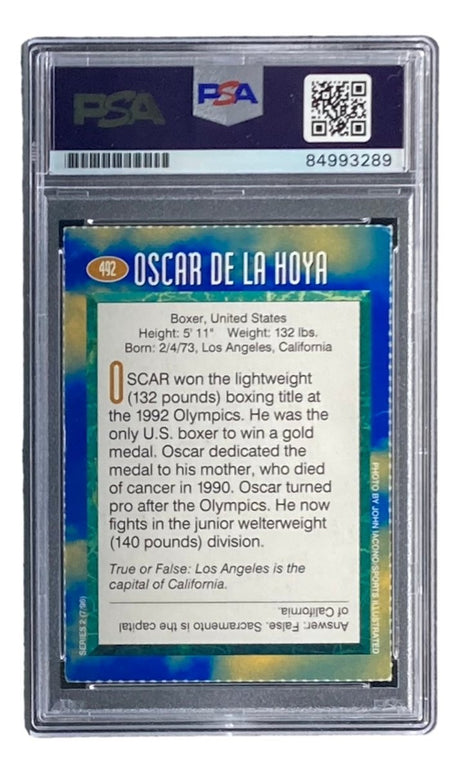 PSA
PSA
84993289
492 OSCAR DE LA HOYA
Boxer, United States
Height: 5' 11" Weight: 132 lbs.
Born: 2/4/73, Los Angeles, California
OSCAR won the lightweight
(132 pounds) boxing title at
the 1992 Olympics. He was the
only U.S. boxer to win a gold
medal. Oscar dedicated the
medal to his mother, who died
of cancer in 1990. Oscar turned
pro after the Olympics. He now
fights in the junior welterweight
(140 pounds) division.
True or False: Los Angeles is the
capital of California.
Answer: False. Sacramento is the capital
of California.
SERIES 2 (7/96)
PHOTO BY JOHN IACONO/SPORTS ILLUSTRATED